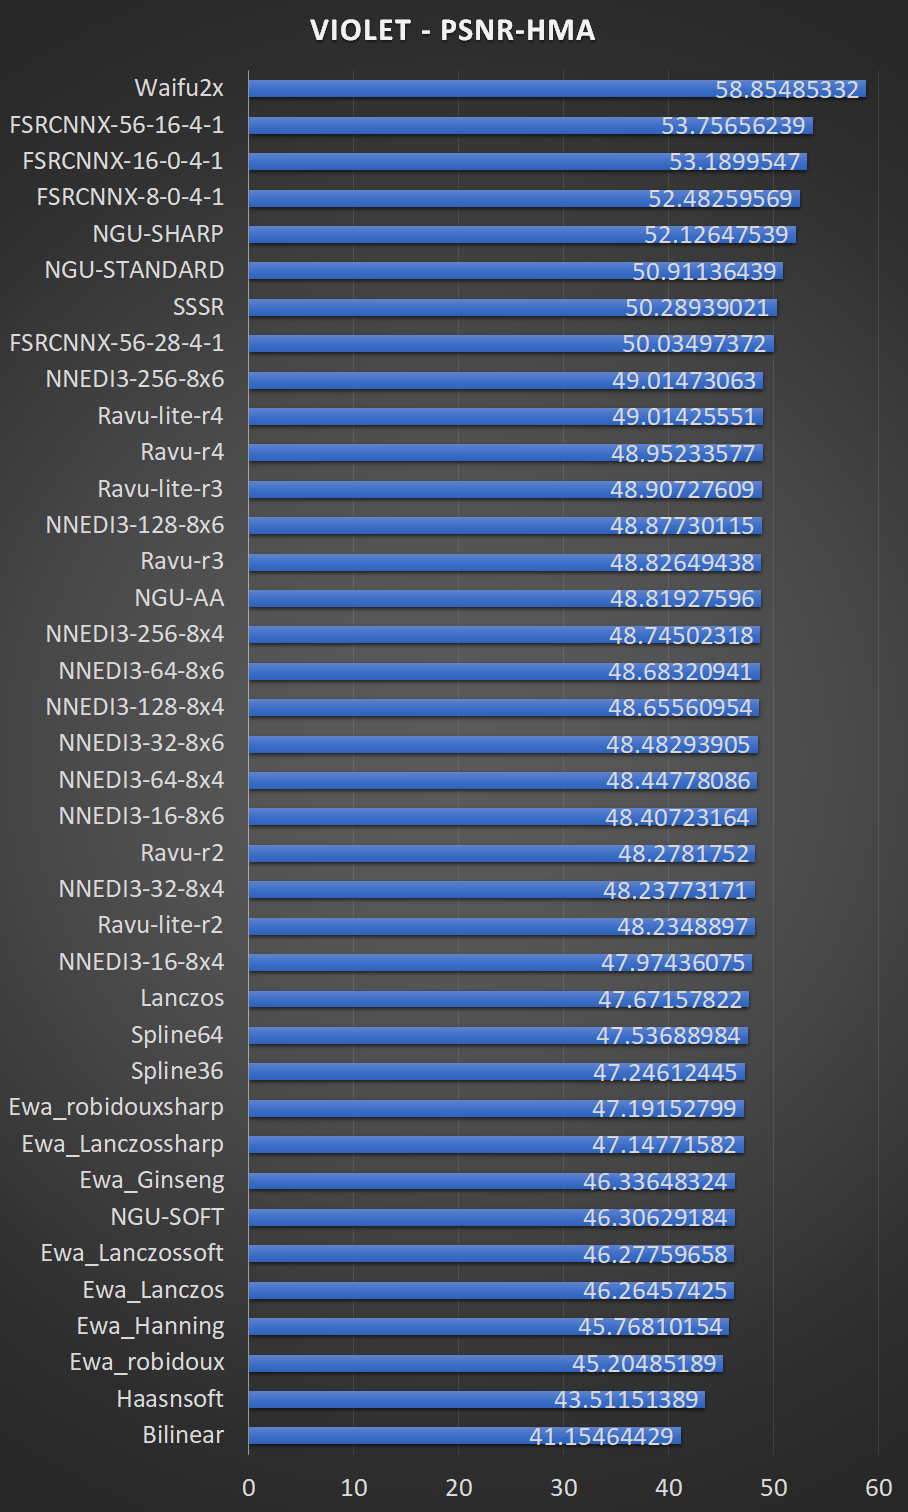 VIOLET - PSNR-HMA
Waifu2x 58.85485332
FSRCNNX-56-16-4-1 53.75656239
FSRCNNX-16-0-4-1 53.1899547
FSRCNNX-8-0-4-1 52.48259569
NGU-SHARP 52.12647539
NGU-STANDARD 50.91136439
SSSR 50.28939021
FSRCNNX-56-28-4-1 50.03497372
NNEDI3-256-8x6 49.01473063
Ravu-lite-r4 49.01425551
Ravu-r4 48.95233577
Ravu-lite-r3 48.90727609
NNEDI3-128-8x6 48.87730115
Ravu-r3 48.82649438
NGU-AA 48.81927596
NNEDI3-256-8x4 48.74502318
NNEDI3-64-8x6 48.68320941
NNEDI3-128-8x4 48.65560954
NNEDI3-32-8x6 48.48293905
NNEDI3-64-8x4 48.44778086
NNEDI3-16-8x6 48.40723164
Ravu-r2 48.2781752
NNEDI3-32-8x4 48.23773171
Ravu-lite-r2 48.2348897
NNEDI3-16-8x4 47.97436075
Lanczos 47.67157822
Spline64 47.53688984
Spline36 47.24612445
Ewa_robidouxsharp 47.19152799
Ewa_Lanczossharp 47.14771582
Ewa_Ginseng 46.33648324
NGU-SOFT 46.30629184
Ewa_Lanczossoft 46.27759658
Ewa_Lanczos 46.26457425
Ewa_Hanning 45.76810154
Ewa_robidoux 45.20485189
Haasnsoft 43.51151389
Bilinear 41.15464429
0 10 20 30 40 50 60